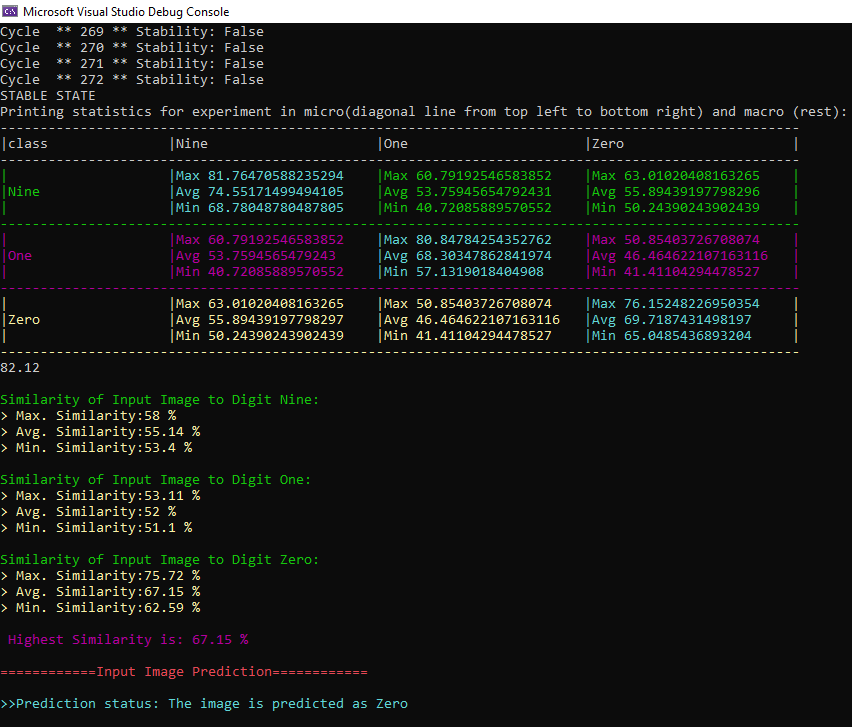 Microsoft Visual Studio Debug Console
Cycle  ** 269 ** Stability: False
Cycle  ** 270 ** Stability: False
Cycle  ** 271 ** Stability: False
Cycle  ** 272 ** Stability: False
STABLE STATE
Printing statistics for experiment in micro(diagonal line from top left to bottom right) and macro (rest):
|class |Nine |One |Zero |
| |Max 81.76470588235294 |Max 60.79192546583852 |Max 63.01020408163265 |
|Nine |Avg 74.55171499494105 |Avg 53.75945654792431 |Avg 55.89439197798296 |
| |Min 68.78048780487805 |Min 40.72085889570552 |Min 50.24390243902439 |
| |Max 60.79192546583852 |Max 80.84784254352762 |Max 50.85403726708074 |
|One |Avg 53.7594565479243 |Avg 68.30347862841974 |Avg 46.464622107163116 |
| |Min 40.72085889570552 |Min 57.1319018404908 |Min 41.41104294478527 |
| |Max 63.01020408163265 |Max 50.85403726708074 |Max 76.15248226950354 |
|Zero |Avg 55.89439197798297 |Avg 46.464622107163116 |Avg 69.7187431498197 |
| |Min 50.24390243902439 |Min 41.41104294478527 |Min 65.0485436893204 |
82.12
Similarity of Input Image to Digit Nine:
> Max. Similarity:58 %
> Avg. Similarity:55.14 %
> Min. Similarity:53.4 %
Similarity of Input Image to Digit One:
> Max. Similarity:53.11 %
> Avg. Similarity:52 %
> Min. Similarity:51.1 %
Similarity of Input Image to Digit Zero:
> Max. Similarity:75.72 %
> Avg. Similarity:67.15 %
> Min. Similarity:62.59 %
Highest Similarity is: 67.15 %
============Input Image Prediction============
>>Prediction status: The image is predicted as Zero